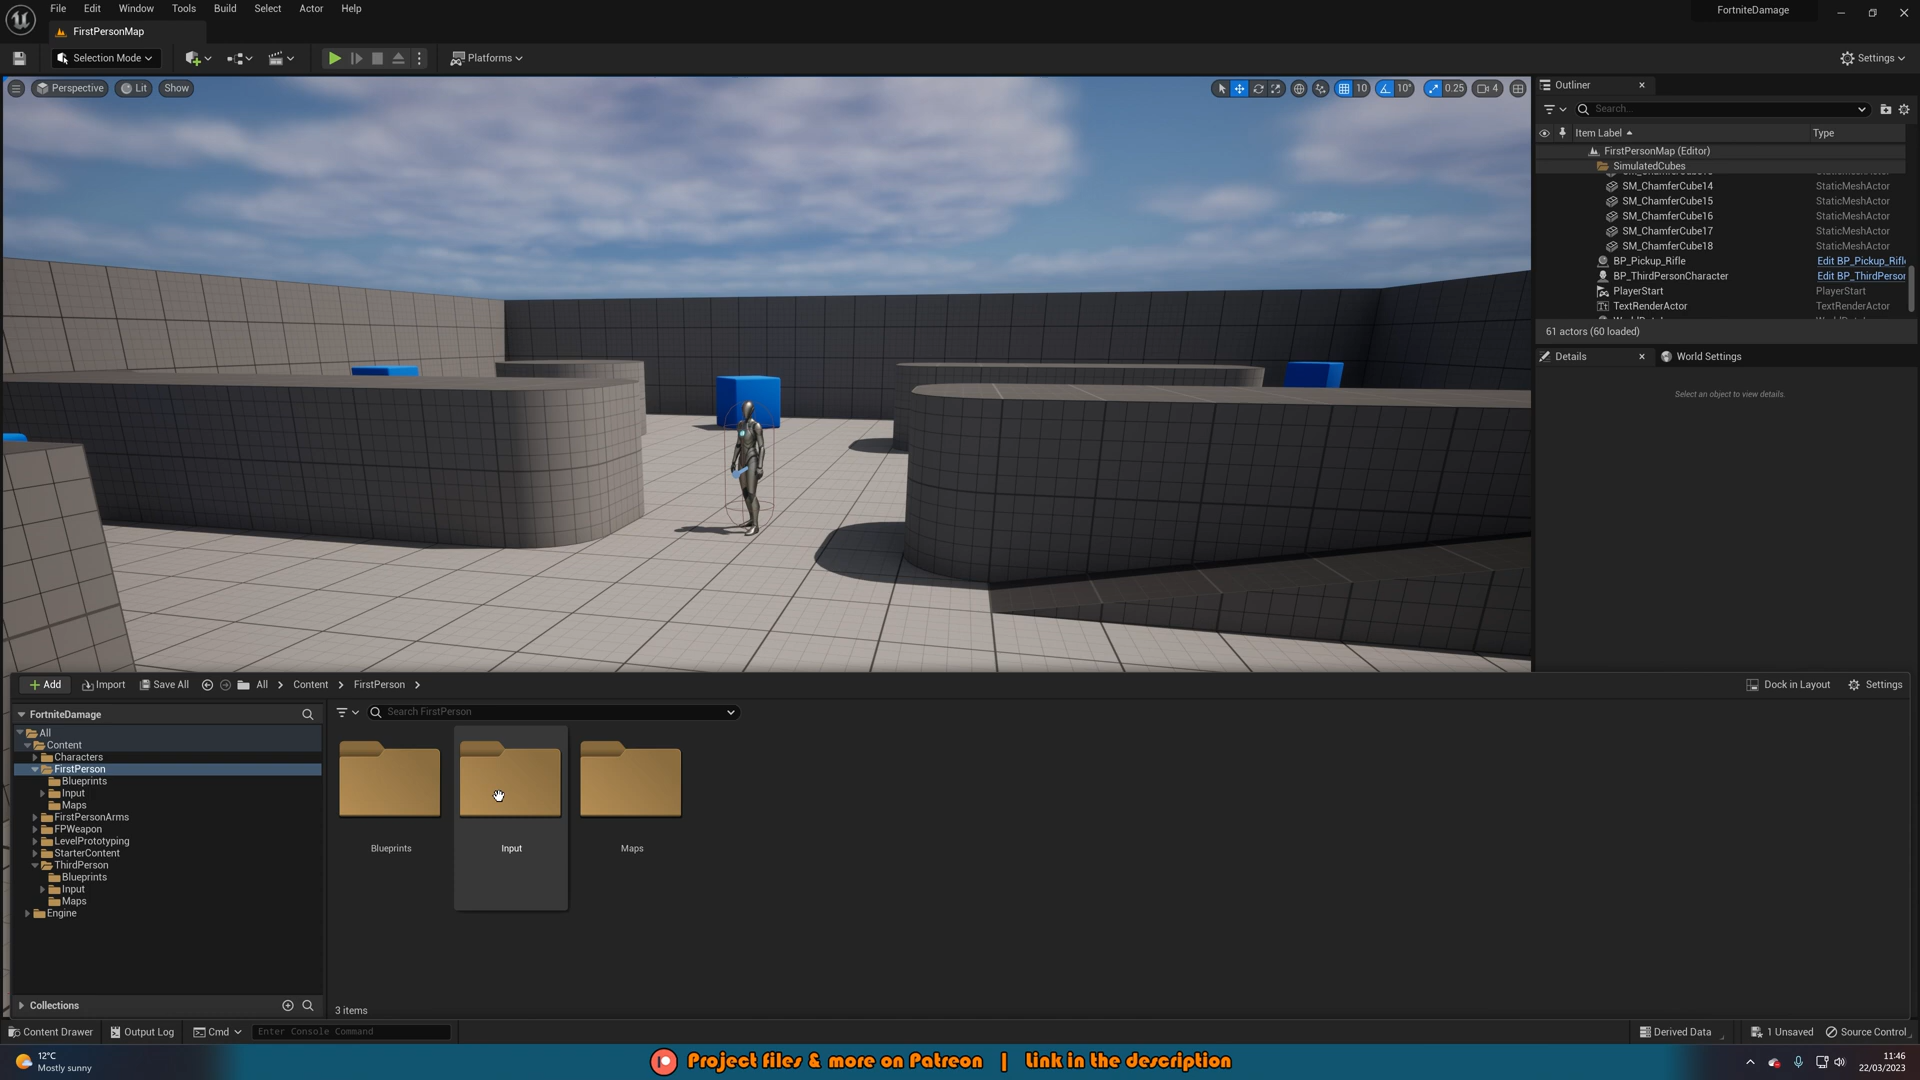 File Edit Window Tools Build Select Actor Help
FortniteDamage
FirstPersonMap
Selection Mode
Platforms
Settings
Perspective Lit Show
10 10° 0.25 4
Outliner
Search...
Item Label Type
FirstPersonMap (Editor)
SimulatedCubes
SM_ChamferCube14 StaticMeshActor
SM_ChamferCube15 StaticMeshActor
SM_ChamferCube16 StaticMeshActor
SM_ChamferCube17 StaticMeshActor
SM_ChamferCube18 StaticMeshActor
BP_Pickup_Rifle Edit BP_Pickup_Rifl
BP_ThirdPersonCharacter Edit BP_ThirdPerson
PlayerStart PlayerStart
TextRenderActor TextRenderActor
61 actors (60 loaded)
Details World Settings
Select an object to view details.
Add Import Save All All Content FirstPerson
Dock in Layout Settings
FortniteDamage
Search FirstPerson
All
Content
Characters
FirstPerson
Blueprints
Input
Maps
FirstPersonArms
FPWeapon
LevelPrototyping
StarterContent
ThirdPerson
Blueprints
Input
Maps
Engine
Blueprints Input Maps
Collections
3 items
Content Drawer Output Log Cmd Enter Console Command
Derived Data 1 Unsaved Source Control
12°C
Mostly sunny
Project files & more on Patreon | Link in the description
11:46
22/03/2023